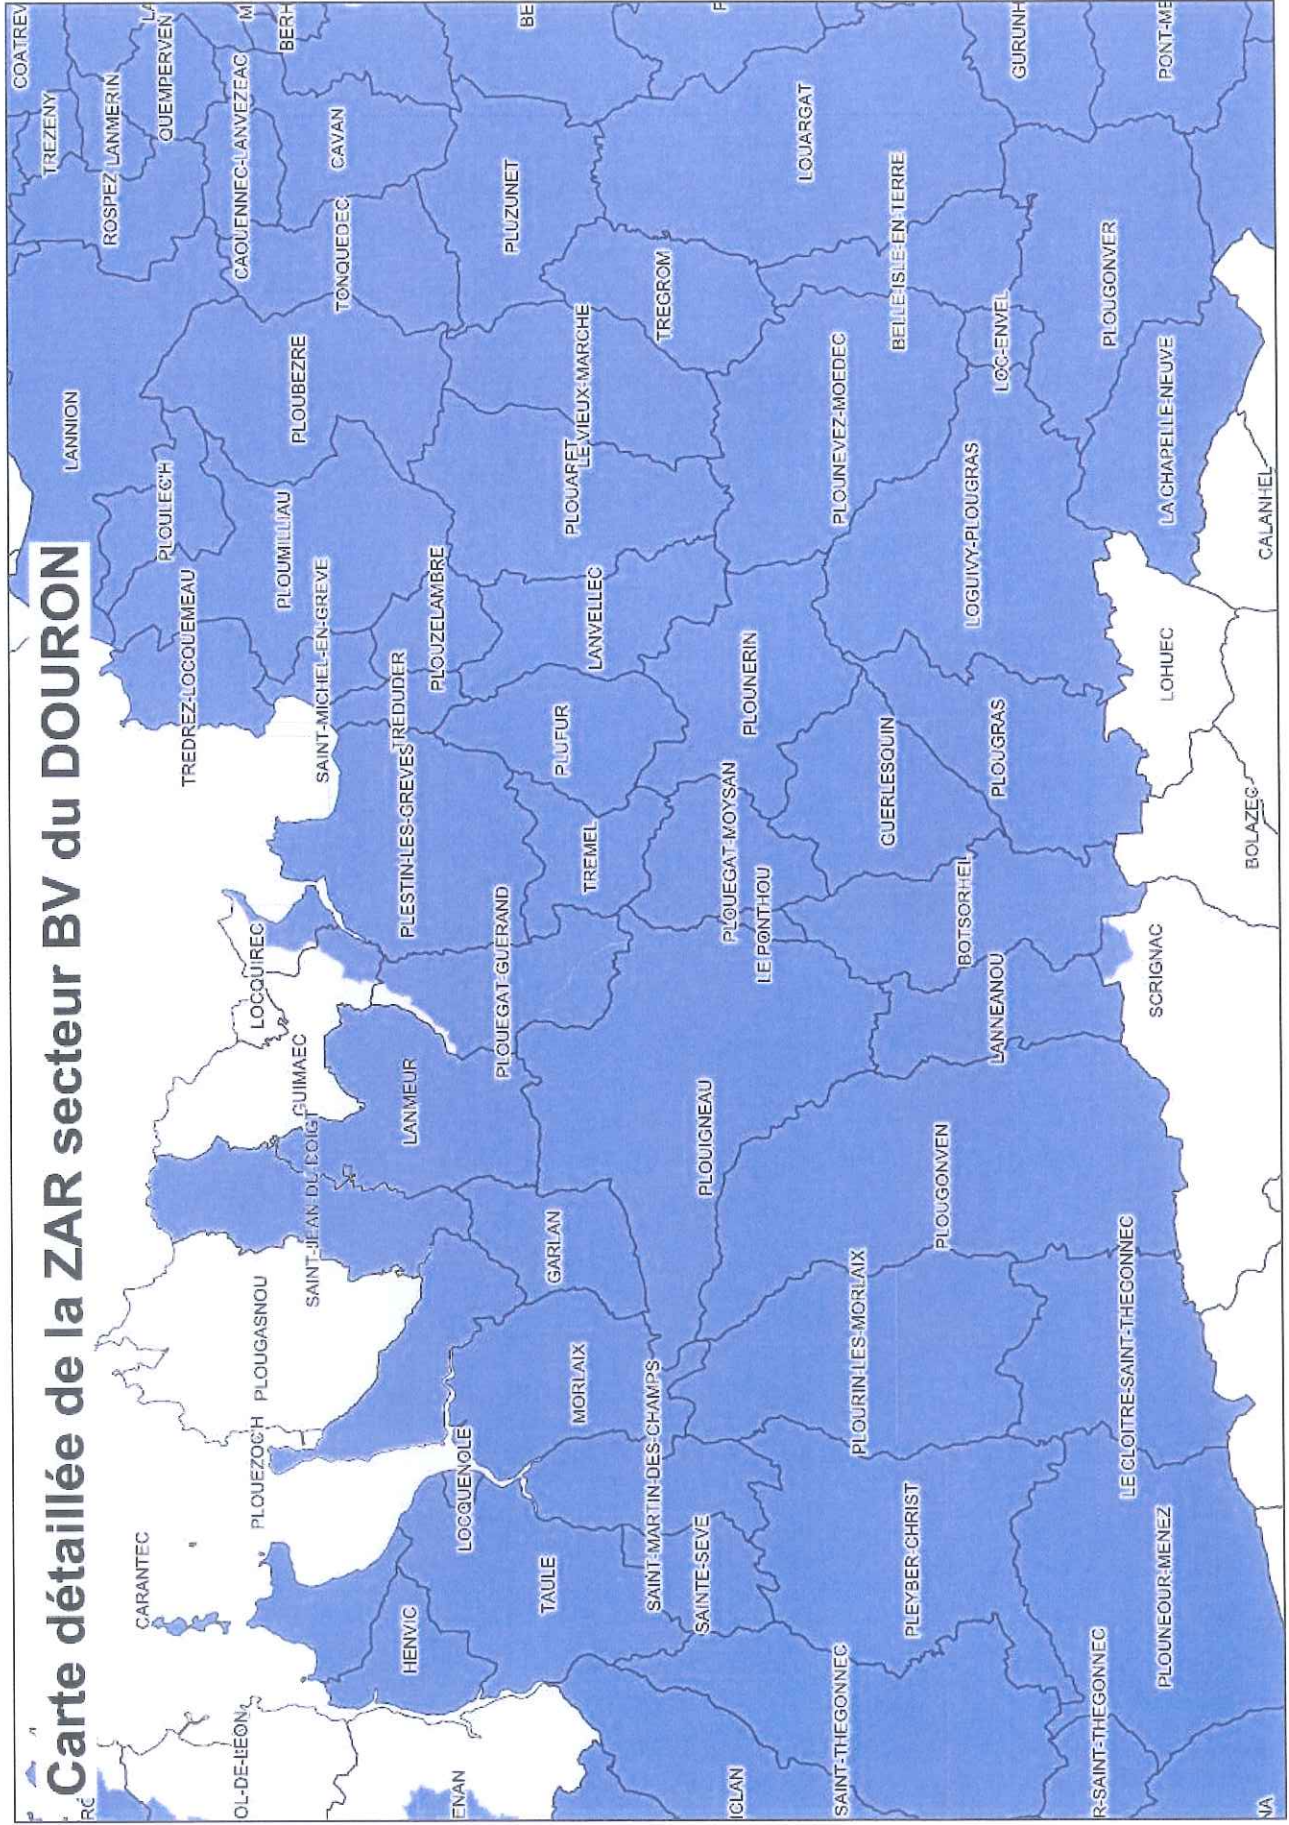 Carte détaillée de la ZAR secteur BV du DOURON
COATREV
TREZENY
LANNION
ROSPEZ
LANMERIN
QUEMPERVEN
LA
CARANTEC
TREDREZ-LOCQUEMEAU
PLOULEC'H
CAOUENNEC-LANVEZEAC
M
OL-DE-LEON
PLOUEZOC'H
PLOUGASNOU
LOCQUIREC
PLOUMILLIAU
PLOUBEZRE
BERH
SAINT-JEAN-DU-DOIGT
GUIMAEC
SAINT-MICHEL-EN-GREVE
TONQUEDEC
CAVAN
HENVIC
LANMEUR
PLESTIN-LES-GREVES
TREDUDER
PLOUZELAMBRE
ENAN
LOCQUENOLE
PLOUEGAT-GUERAND
PLUZUNET
BE
TAULE
MORLAIX
GARLAN
TREMEL
PLUFUR
LANVELLEC
PLOUARET
LE VIEUX-MARCHE
SAINT-MARTIN-DES-CHAMPS
TREGROM
SAINTE-SEVE
PLOUIGNEAU
ICLAN
PLOUEGAT-MOYSAN
PLOUNERIN
LE PONTHOU
LOUARGAT
SAINT-THEGONNEC
PLOURIN-LES-MORLAIX
PLOUNEVEZ-MOEDEC
GUERLESQUIN
BELLE-ISLE-EN-TERRE
PLEYBER-CHRIST
PLOUGONVEN
BOTSORHEL
LOGUIVY-PLOUGRAS
LANNEANOU
PLOUGRAS
LOC-ENVEL
GURUNH
R-SAINT-THEGONNEC
LE CLOITRE-SAINT-THEGONNEC
PLOUGONVER
PLOUNEOUR-MENEZ
SCRIGNAC
LOHUEC
LA CHAPELLE-NEUVE
PONT-ME
NA
BOLAZEC
CALANHEL